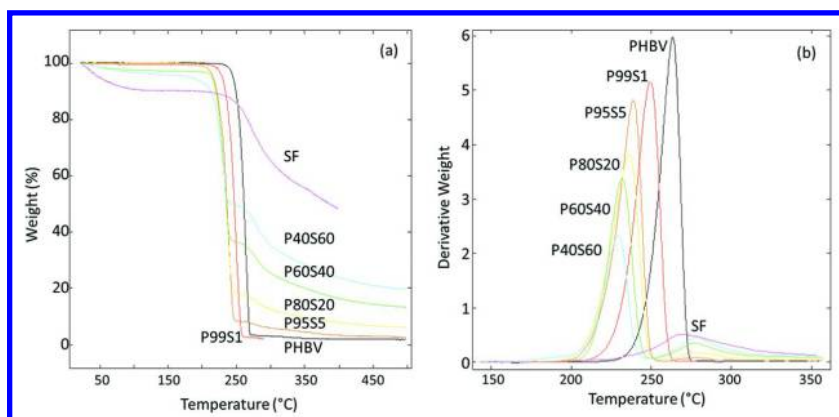 (a)
100
80
60
40
20
0
Weight (%)
SF
P40S60
P60S40
P80S20
P95S5
P99S1
PHBV
50
150
250
350
450
Temperature (°C)
(b)
6
5
4
3
2
1
0
Derivative Weight
PHBV
P99S1
P95S5
P80S20
P60S40
P40S60
SF
150
200
250
300
350
Temperature (°C)